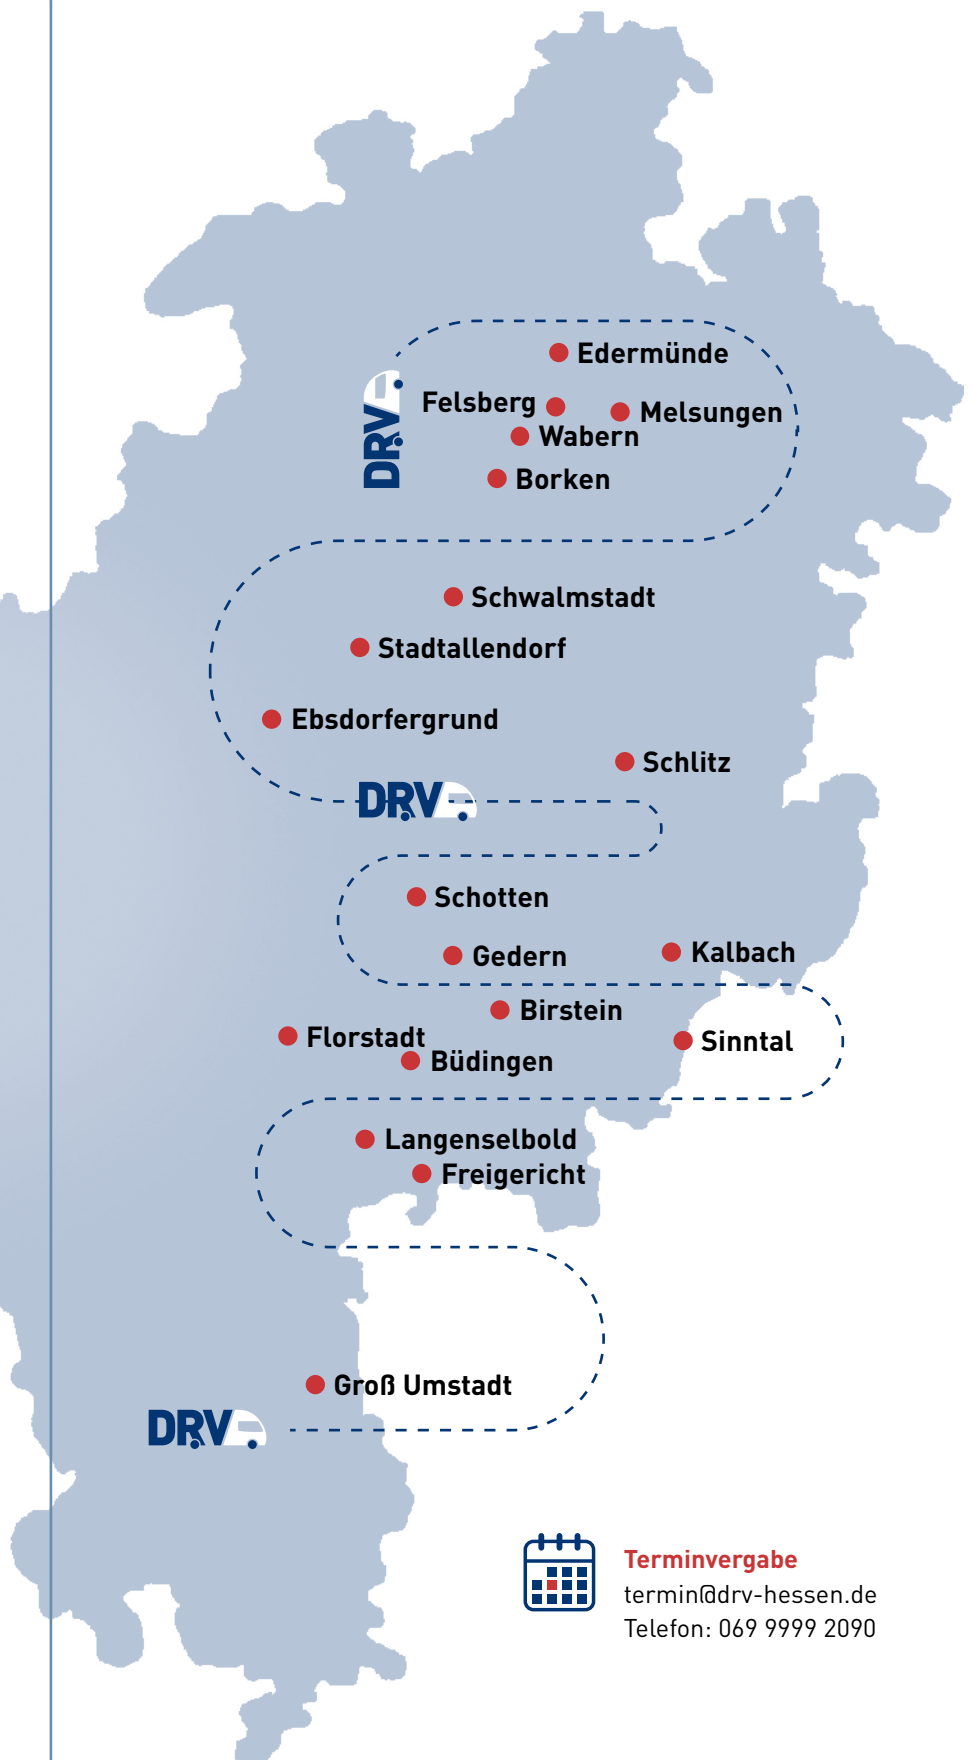 Edermünde
Felsberg
Melsungen
Wabern
DRV
Borken
Schwalmstadt
Stadtallendorf
Ebsdorfergrund
Schlitz
DRV
Schotten
Kalbach
Gedern
Birstein
Florstadt
Sinntal
Büdingen
Langenselbold
Freigericht
Groß Umstadt
DRV
Terminvergabe
termin@drv-hessen.de
Telefon: 069 9999 2090